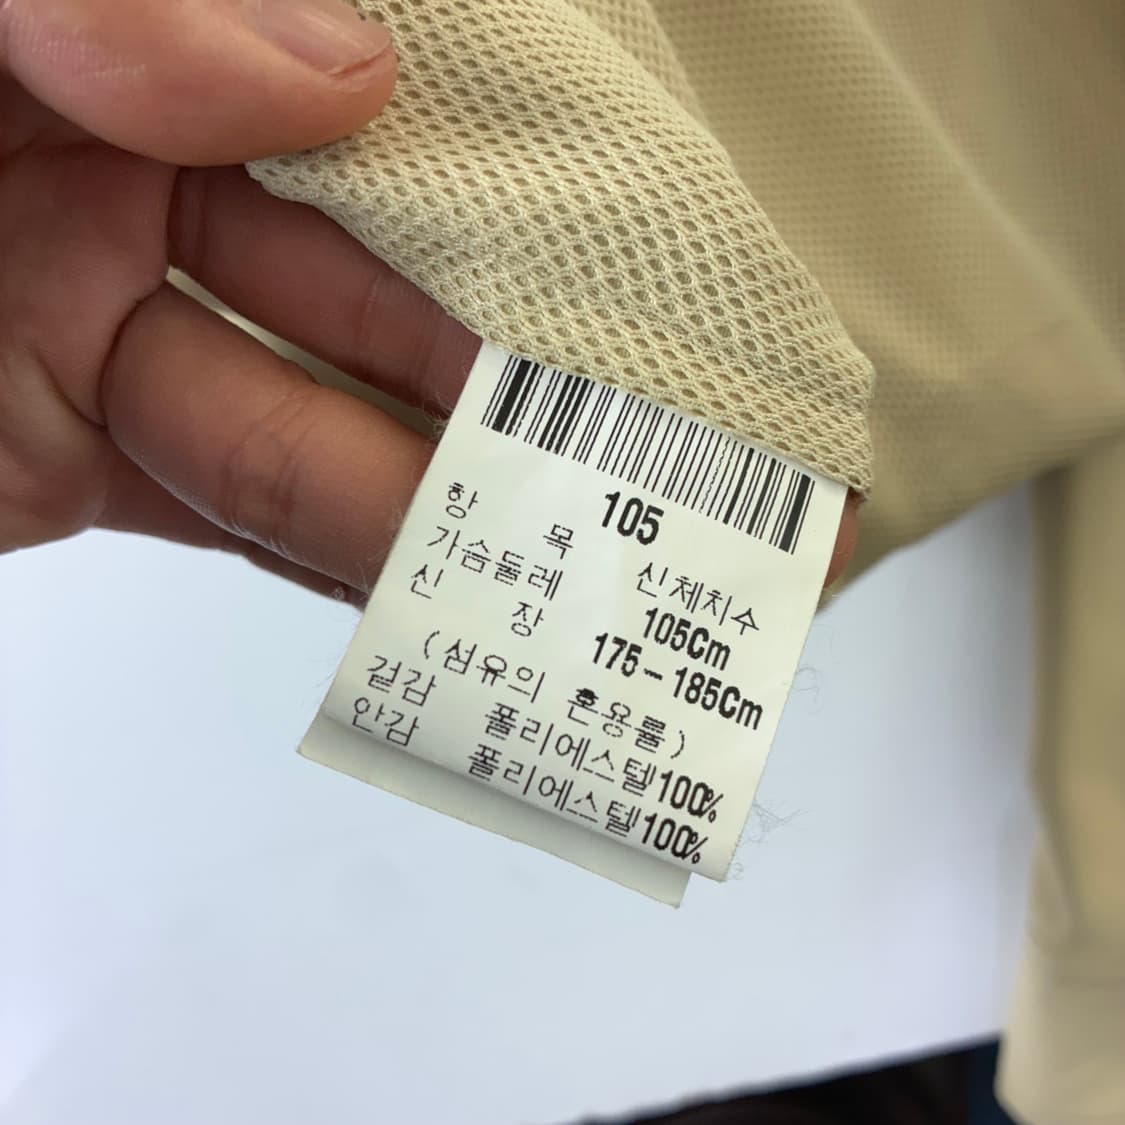 105
항 목 신체치수
가슴둘레 105Cm
신 장 175-185Cm
(섬유의 혼용률)
겉감 폴리에스텔100%
안감 폴리에스텔100%